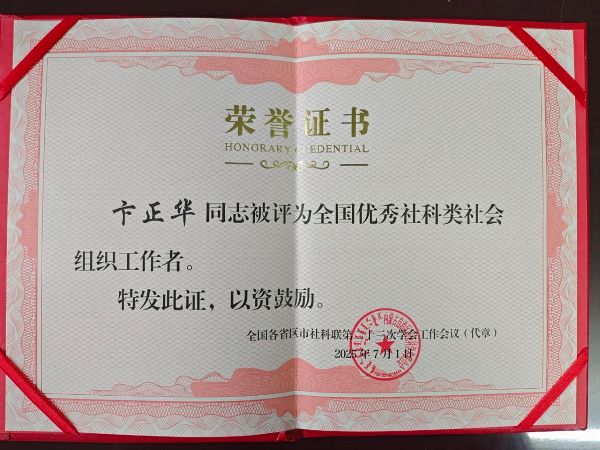 荣誉证书
HONORARY CREDENTIAL
卞正华 同志被评为全国优秀社科类社会
组织工作者。
特发此证，以资鼓励。
全国各省区市社科联第二十三次学会工作会议（代章）
2025年7月1日